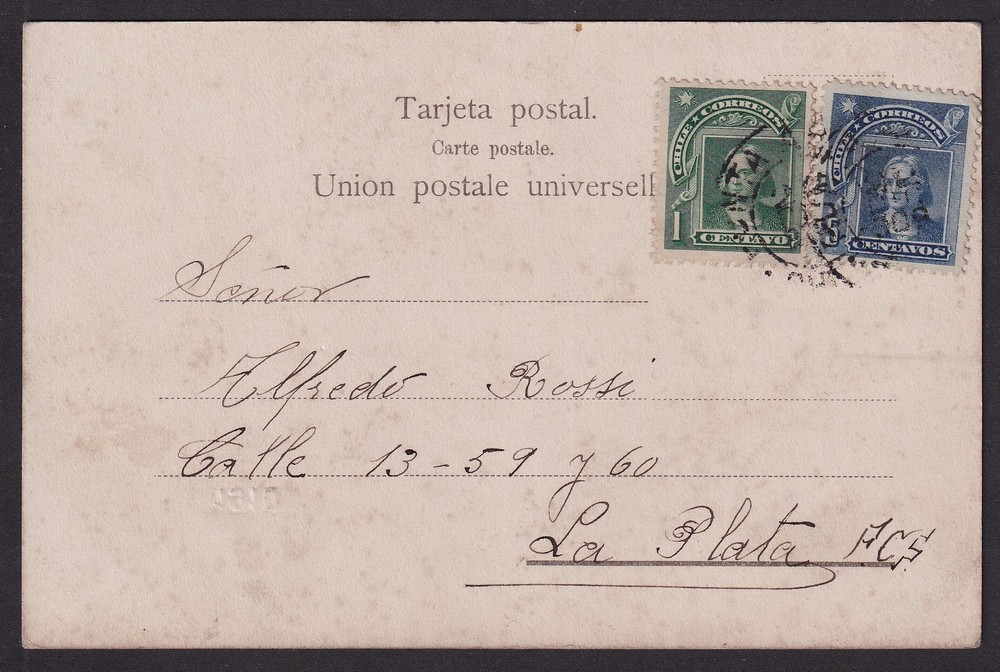 Tarjeta postal.
Carte postale.
Union postale universell
CHILE CORREOS
1
CENTAVO
CHILE CORREOS
5
CENTAVOS
Señor
Alfredo Rossi
Calle 13-59 y 60
La Plata FCS